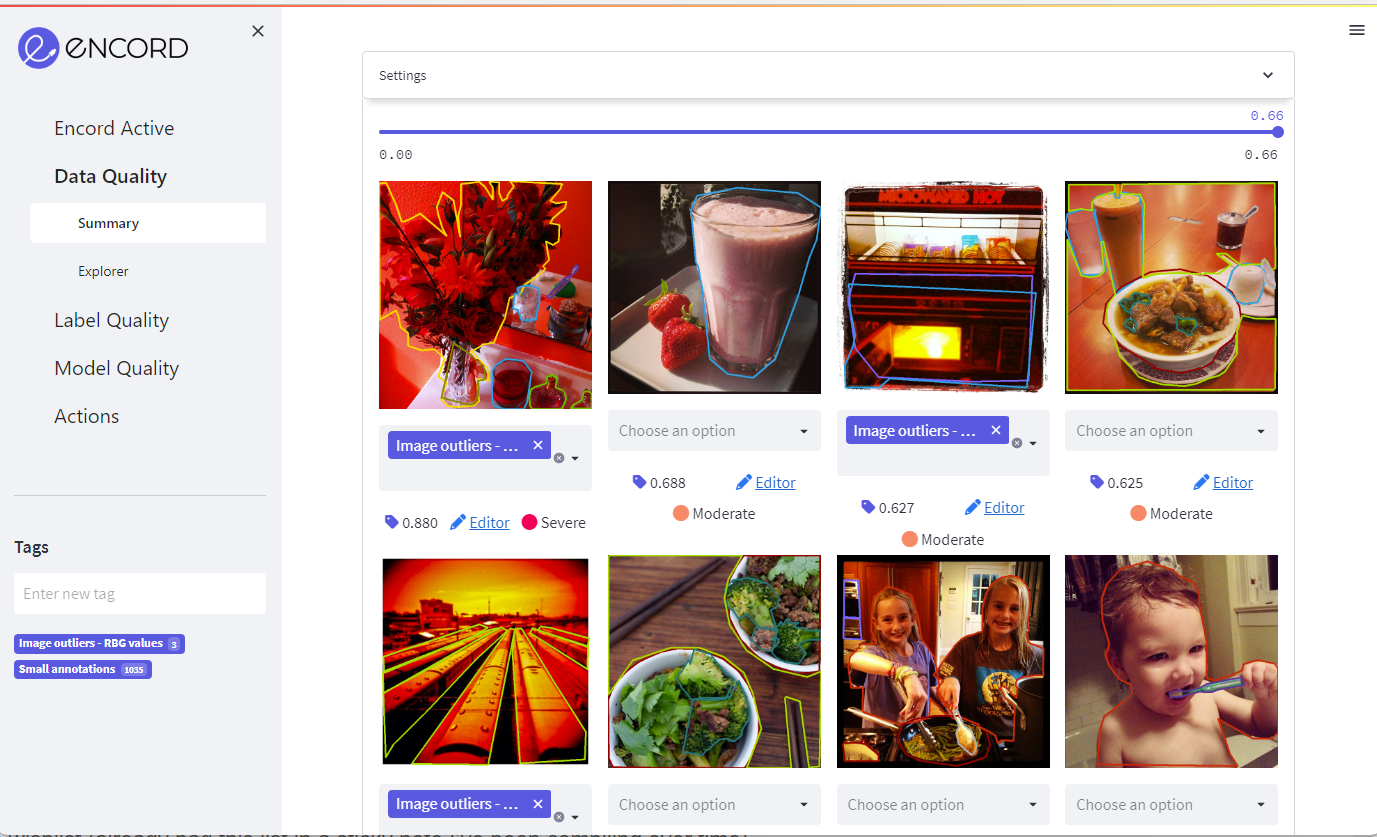 encord
Settings
0.66
0.00
0.66
Encord Active
Data Quality
Summary
Explorer
Label Quality
Model Quality
Actions
Tags
Enter new tag
Image outliers - RBG values 3
Small annotations 1035
HOT
Image outliers - ...
Choose an option
Image outliers - ...
Choose an option
0.880 Editor Severe
0.688 Editor
Moderate
0.627 Editor
Moderate
0.625 Editor
Moderate
Image outliers - ...
Choose an option
Choose an option
Choose an option